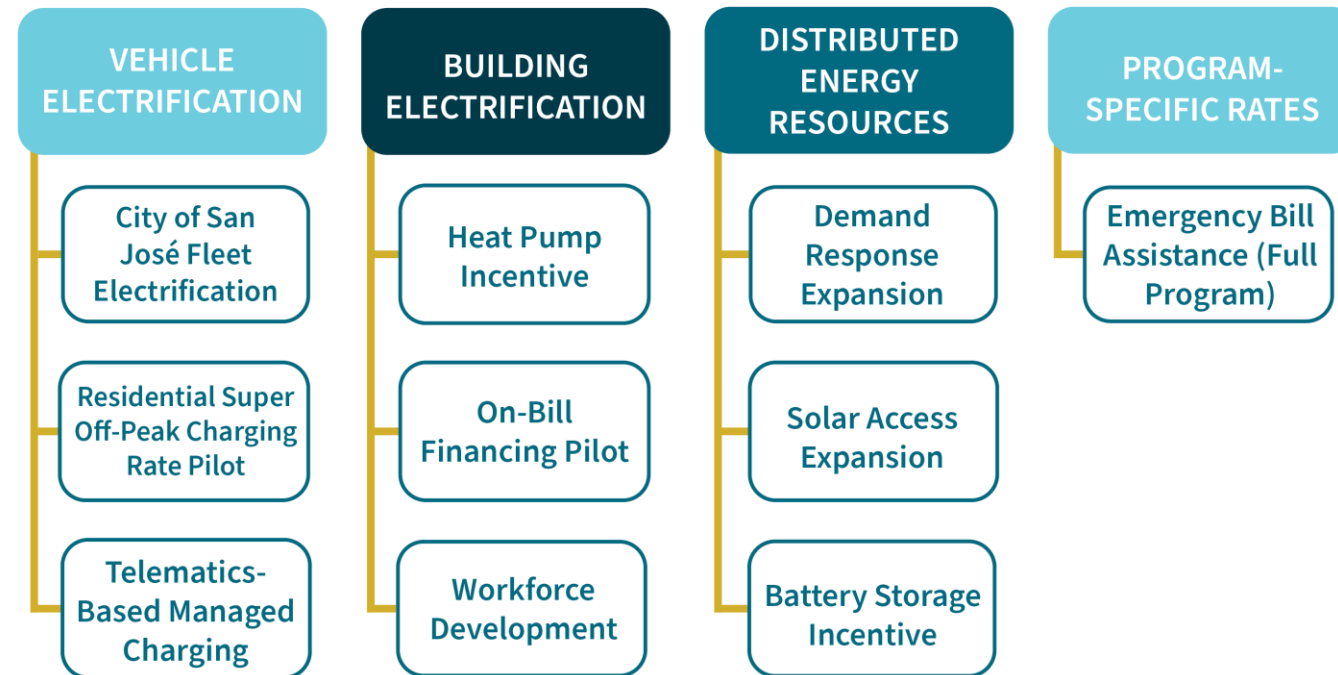 VEHICLE
ELECTRIFICATION
City of San
José Fleet
Electrification
Residential Super
Off-Peak Charging
Rate Pilot
Telematics-
Based Managed
Charging
BUILDING
ELECTRIFICATION
Heat Pump
Incentive
On-Bill
Financing Pilot
Workforce
Development
DISTRIBUTED
ENERGY
RESOURCES
Demand
Response
Expansion
Solar Access
Expansion
Battery Storage
Incentive
PROGRAM-
SPECIFIC RATES
Emergency Bill
Assistance (Full
Program)